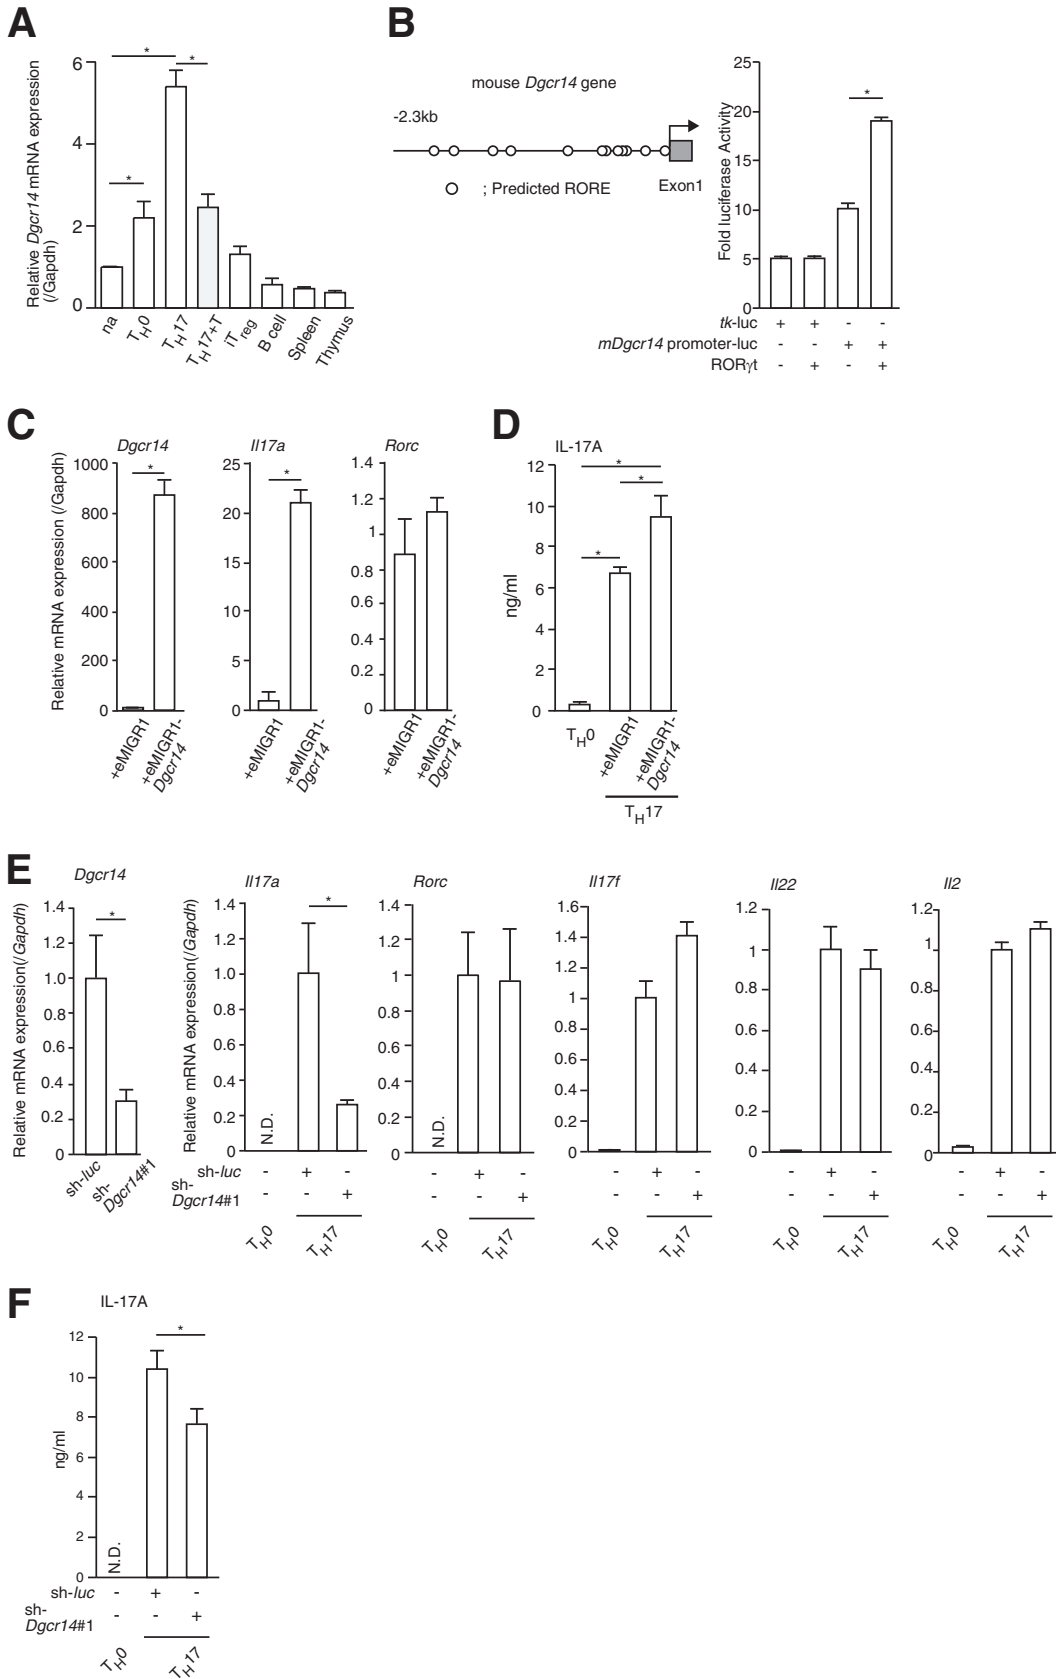 A
Relative Dgcr14 mRNA expression
(/Gapdh)
6
4
2
0
*
*
*
na
TH0
TH17
TH17+T
iTreg
B cell
Spleen
Thymus
B
mouse Dgcr14 gene
-2.3kb
; Predicted RORE
Exon1
Fold luciferase Activity
25
20
15
10
5
0
*
tk-luc + + - -
mDgcr14 promoter-luc - - + +
RORγt - + - +
C
Relative mRNA expression (/Gapdh)
Dgcr14
1000
800
600
400
200
0
*
+eMIGR1
+eMIGR1-
Dgcr14
Il17a
25
20
15
10
5
0
*
+eMIGR1
+eMIGR1-
Dgcr14
Rorc
1.4
1.2
1
0.8
0.6
0.4
0.2
0
+eMIGR1
+eMIGR1-
Dgcr14
D
IL-17A
ng/ml
12
10
8
6
4
2
0
*
*
*
TH0
+eMIGR1
+eMIGR1-
Dgcr14
TH17
E
Dgcr14
Relative mRNA expression(/Gapdh)
1.4
1.2
1.0
0.8
0.6
0.4
0.2
0
*
sh-luc
sh-
Dgcr14#1
Il17a
Relative mRNA expression(/Gapdh)
1.4
1.2
1.0
0.8
0.6
0.4
0.2
0
*
N.D.
sh-luc - + -
sh-
Dgcr14#1 - - +
TH0
TH17
Rorc
1.4
1.2
1
0.8
0.6
0.4
0.2
0
N.D.
- + -
- - +
TH0
TH17
Il17f
1.6
1.4
1.2
1
0.8
0.6
0.4
0.2
0
- + -
- - +
TH0
TH17
Il22
1.2
1
0.8
0.6
0.4
0.2
0
- + -
- - +
TH0
TH17
Il2
1.2
1
0.8
0.6
0.4
0.2
0
- + -
- - +
TH0
TH17
F
IL-17A
ng/ml
12
10
8
6
4
2
0
*
N.D.
sh-luc - + -
sh-
Dgcr14#1 - - +
TH0
TH17